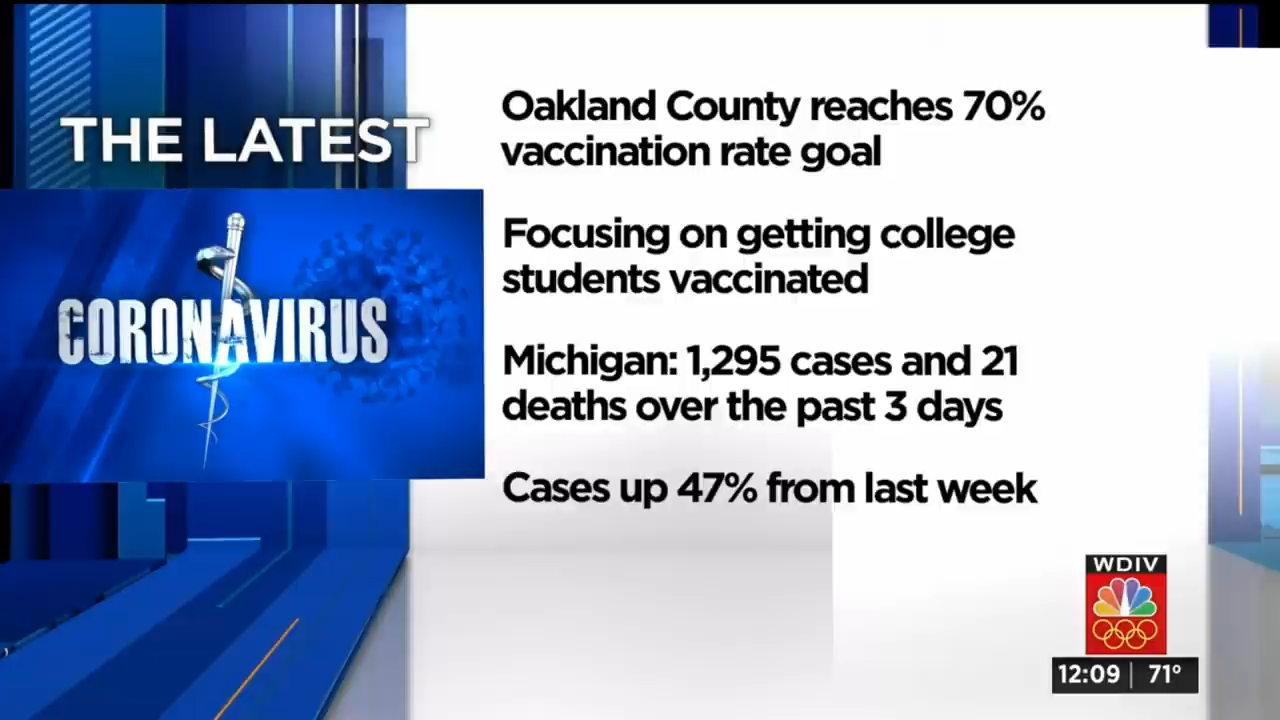 THE LATEST
CORONAVIRUS
Oakland County reaches 70%
vaccination rate goal
Focusing on getting college
students vaccinated
Michigan: 1,295 cases and 21
deaths over the past 3 days
Cases up 47% from last week
WDIV
12:09 71°